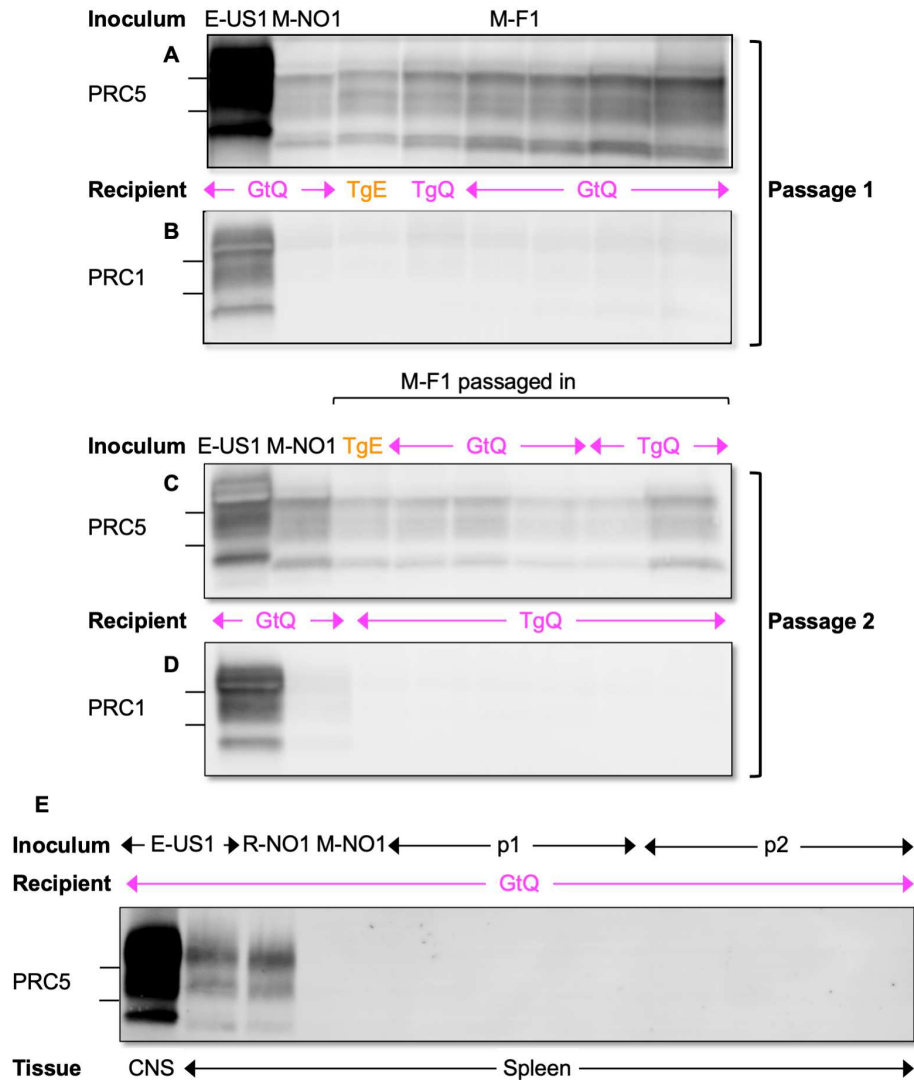 Inoculum E-US1 M-NO1 M-F1
A
PRC5
Recipient GtQ TgE TgQ GtQ Passage 1
B
PRC1
M-F1 passaged in
Inoculum E-US1 M-NO1 TgE GtQ TgQ
C
PRC5
Recipient GtQ TgQ Passage 2
D
PRC1
E
Inoculum E-US1 R-NO1 M-NO1 p1 p2
Recipient GtQ
PRC5
Tissue CNS Spleen